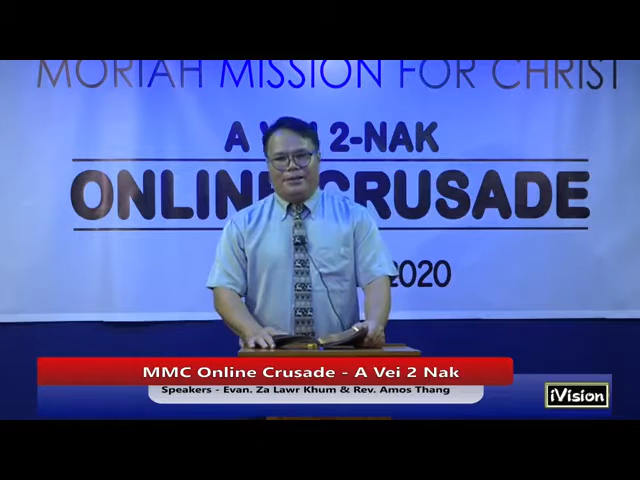 MORIAH MISSION FOR CHRIST
A VEI 2-NAK
ONLINE CRUSADE
2020
MMC Online Crusade - A Vei 2 Nak
Speakers - Evan. Za Lawr Khum & Rev. Amos Thang
iVision